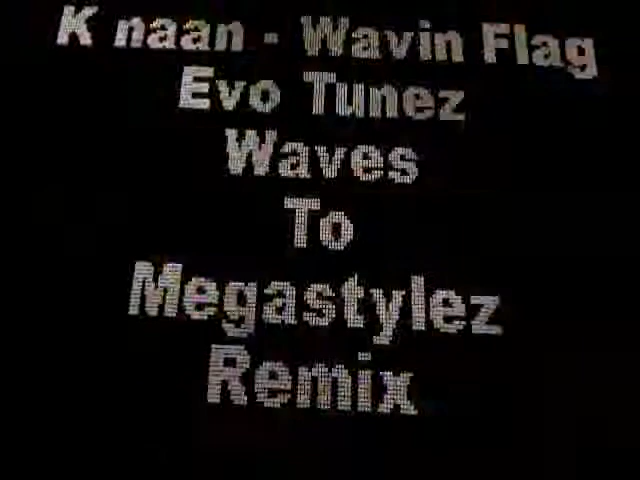 K naan - Wavin Flag
Evo Tunez
Waves
To
Megastylez
Remix